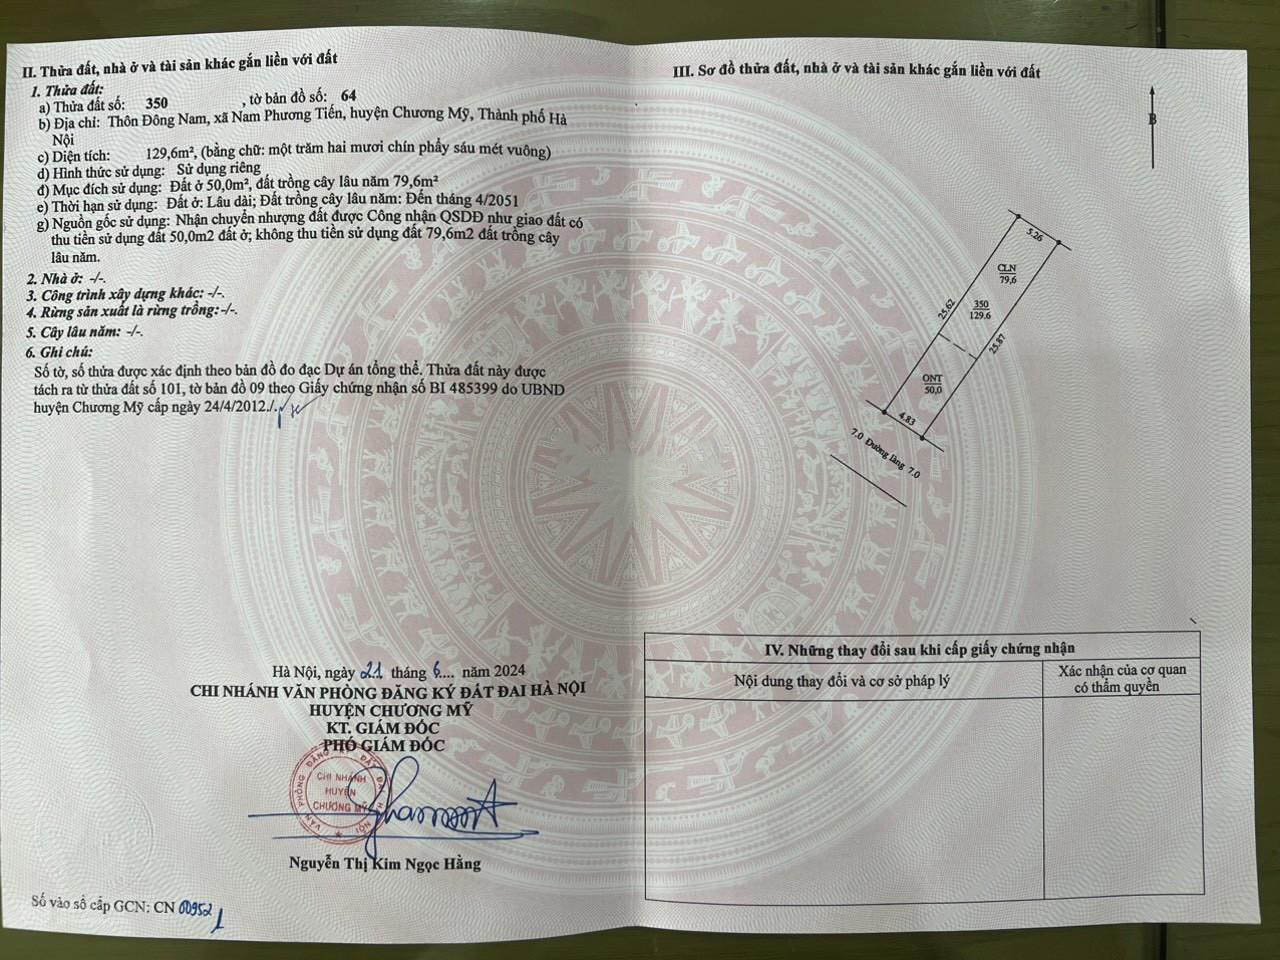 II. Thửa đất, nhà ở và tài sản khác gắn liền với đất
1. Thửa đất:
a) Thửa đất số: 350 , tờ bản đồ số: 64
b) Địa chỉ: Thôn Đông Nam, xã Nam Phương Tiến, huyện Chương Mỹ, Thành phố Hà
Nội
c) Diện tích: 129,6m², (bằng chữ: một trăm hai mươi chín phẩy sáu mét vuông)
d) Hình thức sử dụng: Sử dụng riêng
đ) Mục đích sử dụng: Đất ở 50,0m², đất trồng cây lâu năm 79,6m²
e) Thời hạn sử dụng: Đất ở: Lâu dài; Đất trồng cây lâu năm: Đến tháng 4/2051
g) Nguồn gốc sử dụng: Nhận chuyển nhượng đất được Công nhận QSDĐ như giao đất có
thu tiền sử dụng đất 50,0m2 đất ở; không thu tiền sử dụng đất 79,6m2 đất trồng cây
lâu năm.
2. Nhà ở: -/-.
3. Công trình xây dựng khác: -/-.
4. Rừng sản xuất là rừng trồng: -/-.
5. Cây lâu năm: -/-.
6. Ghi chú:
Số tờ, số thửa được xác định theo bản đồ đo đạc Dự án tổng thể. Thửa đất này được
tách ra từ thửa đất số 101, tờ bản đồ 09 theo Giấy chứng nhận số BI 485399 do UBND
huyện Chương Mỹ cấp ngày 24/4/2012./.
Hà Nội, ngày 21 tháng 6.... năm 2024
CHI NHÁNH VĂN PHÒNG ĐĂNG KÝ ĐẤT ĐAI HÀ NỘI
HUYỆN CHƯƠNG MỸ
KT. GIÁM ĐỐC
PHÓ GIÁM ĐỐC
VĂN PHÒNG ĐĂNG KÝ ĐẤT ĐAI HÀ NỘI
CHI NHÁNH
HUYỆN
CHƯƠNG MỸ
Nguyễn Thị Kim Ngọc Hằng
Số vào sổ cấp GCN: CN 00952
III. Sơ đồ thửa đất, nhà ở và tài sản khác gắn liền với đất
B
5.26
CLN
79,6
25.62
350
129.6
25.87
ONT
50,0
4.83
7.0 Đường làng 7.0
IV. Những thay đổi sau khi cấp giấy chứng nhận
Nội dung thay đổi và cơ sở pháp lý
Xác nhận của cơ quan
có thẩm quyền